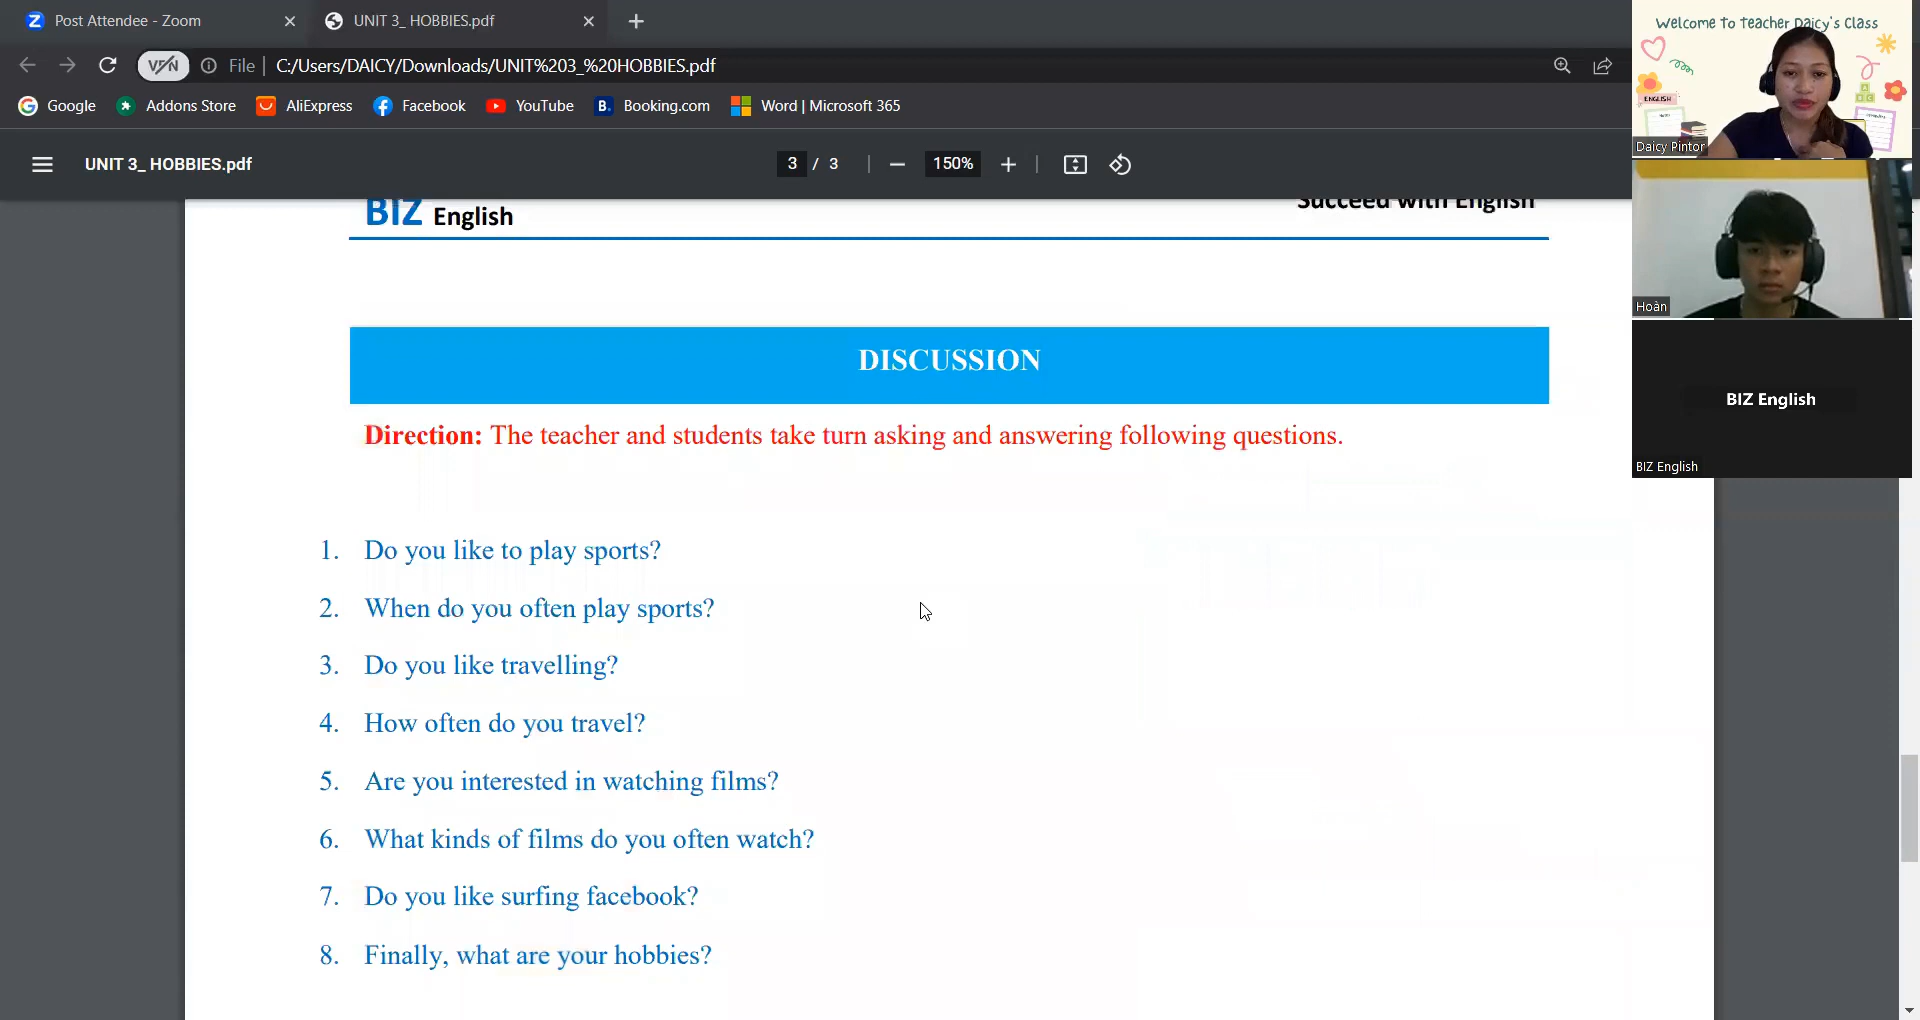 Post Attendee - Zoom
UNIT 3_ HOBBIES.pdf
VPN
File
C:/Users/DAICY/Downloads/UNIT%203_%20HOBBIES.pdf
Google
Addons Store
AliExpress
Facebook
YouTube
B.
Booking.com
Word | Microsoft 365
UNIT 3_ HOBBIES.pdf
3 / 3
150%
BIZ English
Succeed with English
DISCUSSION
Direction: The teacher and students take turn asking and answering following questions.
1. Do you like to play sports?
2. When do you often play sports?
3. Do you like travelling?
4. How often do you travel?
5. Are you interested in watching films?
6. What kinds of films do you often watch?
7. Do you like surfing facebook?
8. Finally, what are your hobbies?
Welcome to Teacher Daicy's Class
ENGLISH
Daicy Pintor
Hoàn
BIZ English
BIZ English